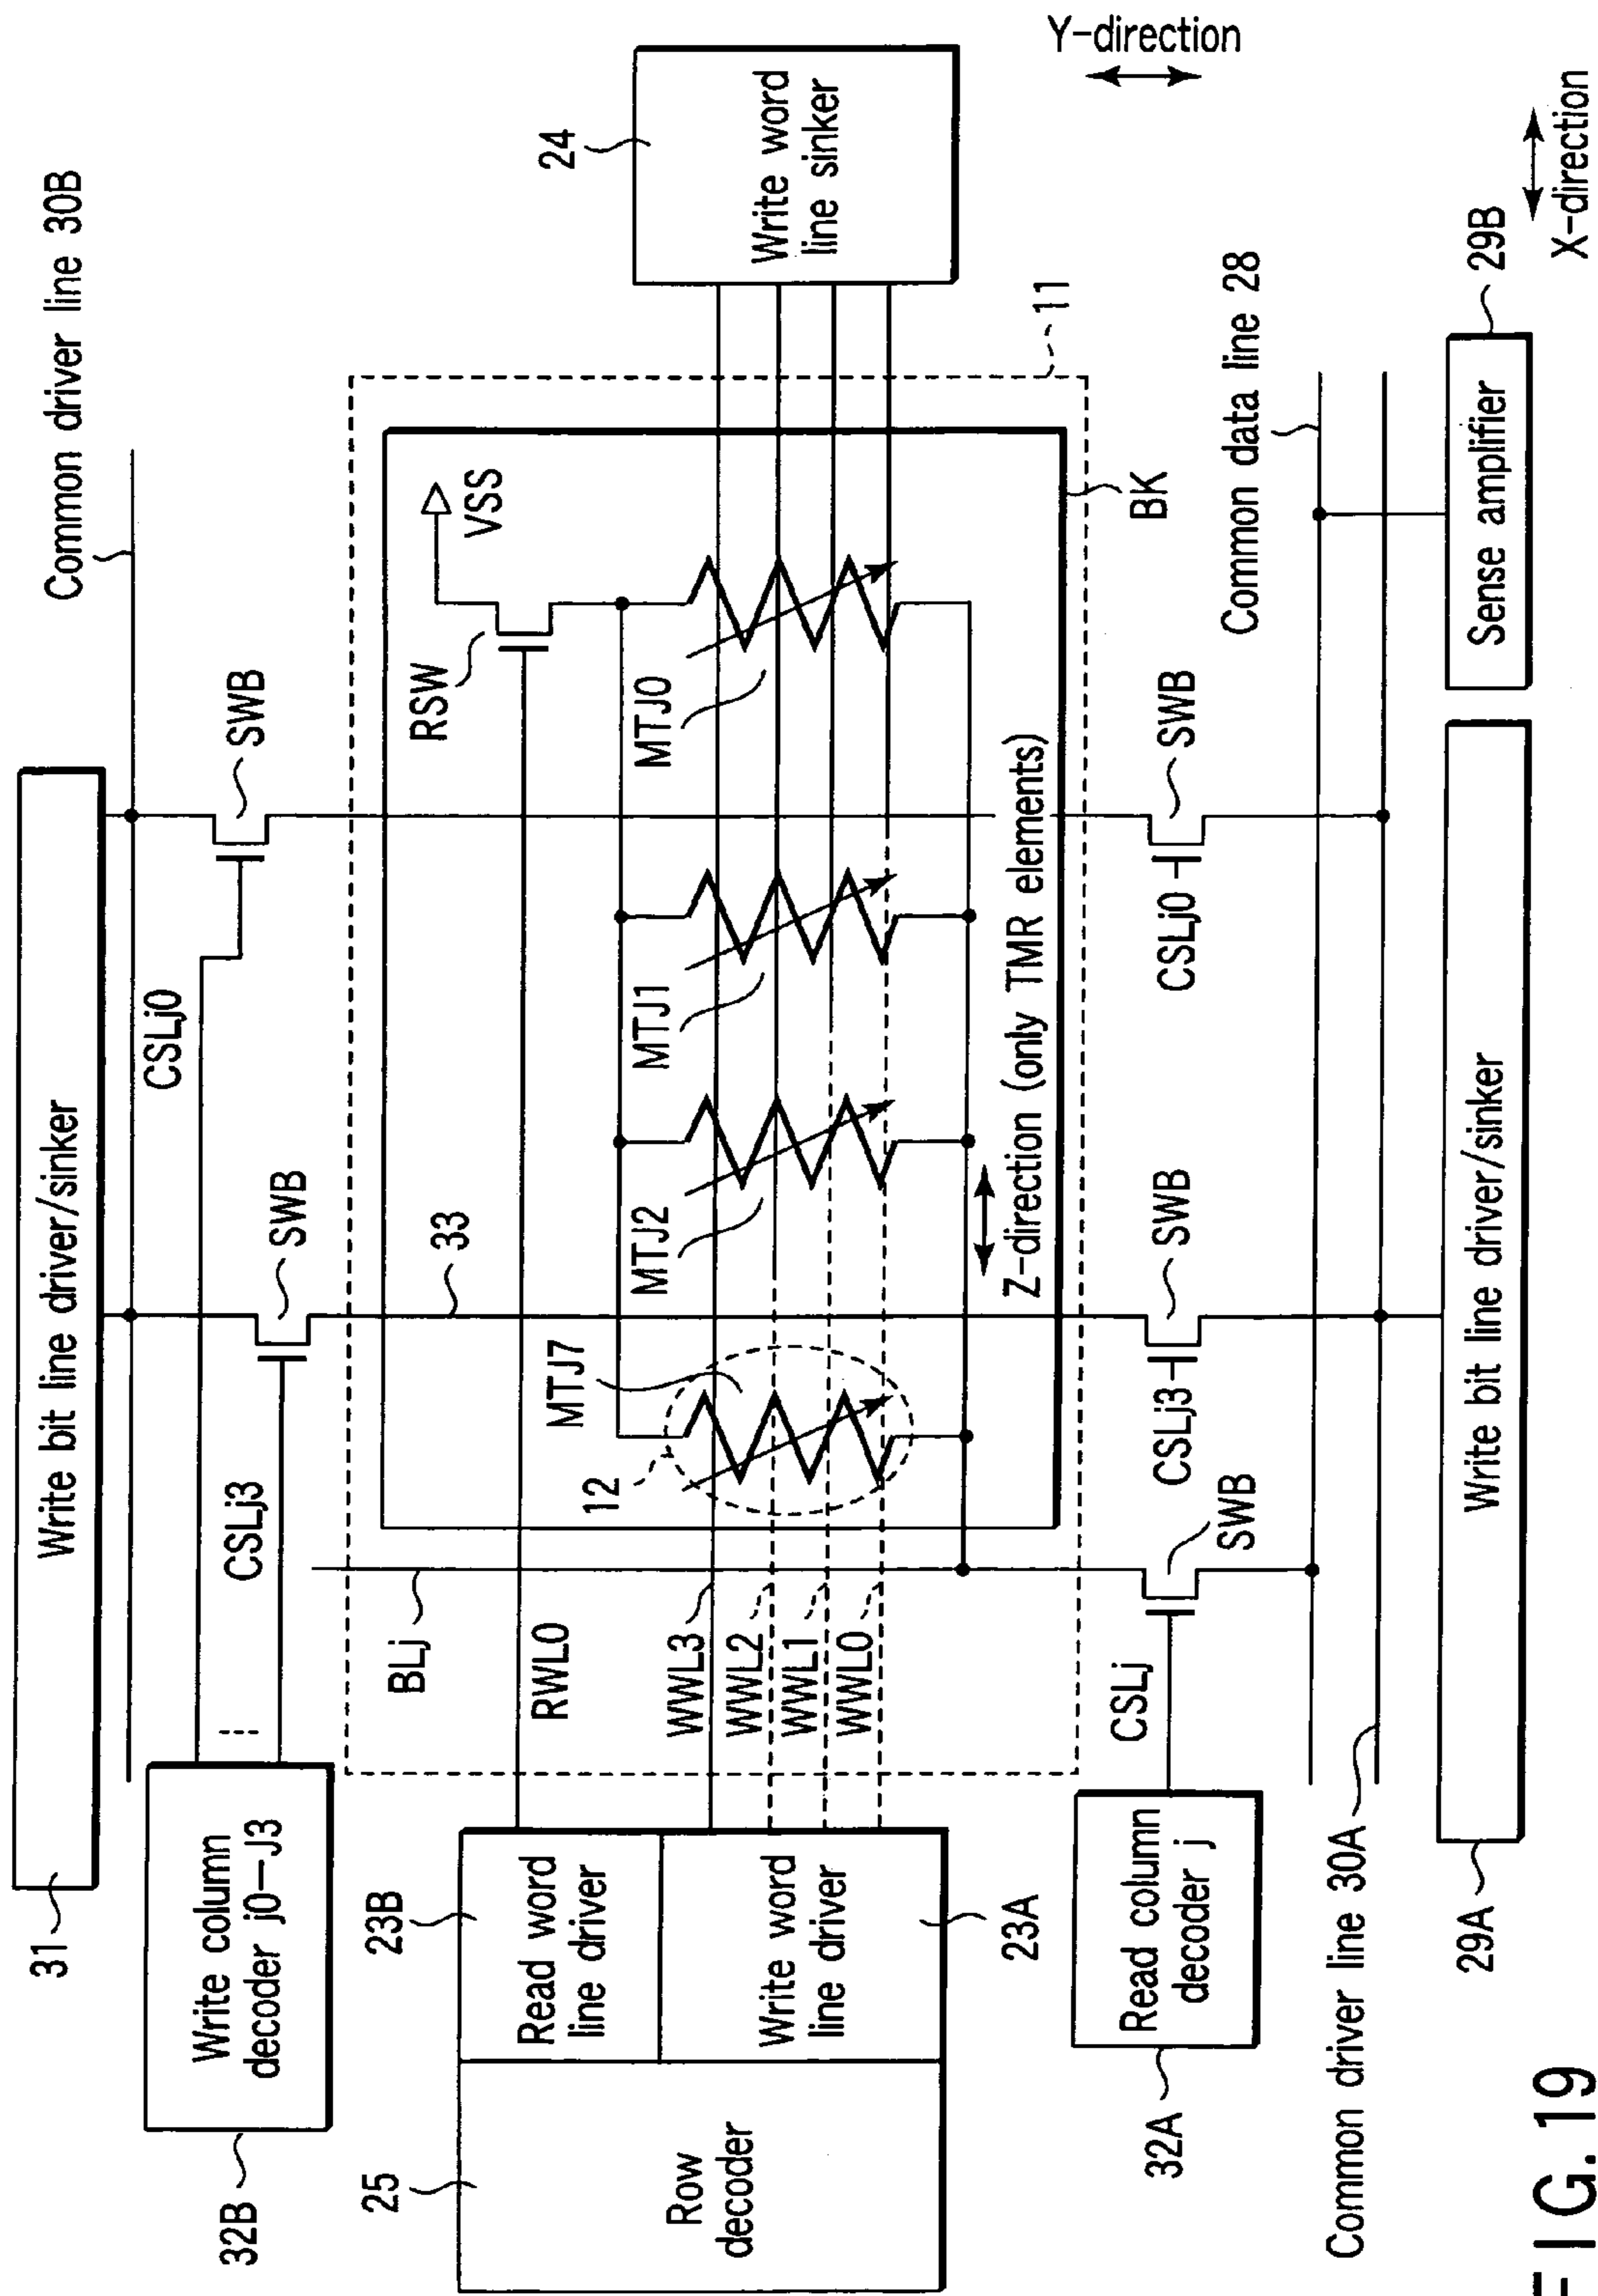 31
Write bit line driver/sinker
Common driver line 30B
32B
Write column
decoder j0-J3
CSLj3
CSLj0
SWB
SWB
24
Write word
line sinker
Y-direction
X-direction
11
BK
VSS
RSW
33
MTJ0
MTJ1
MTJ2
MTJ7
12
Z-direction (only TMR elements)
BLj
RWL0
WWL3
WWL2
WWL1
WWL0
25
Row
decoder
23B
Read word
line driver
Write word
line driver
23A
32A
Read column
decoder j
CSLj
SWB
CSLj3
SWB
CSLj0
SWB
Common data line 28
Common driver line 30A
29A
Write bit line driver/sinker
Sense amplifier
29B
FIG. 19